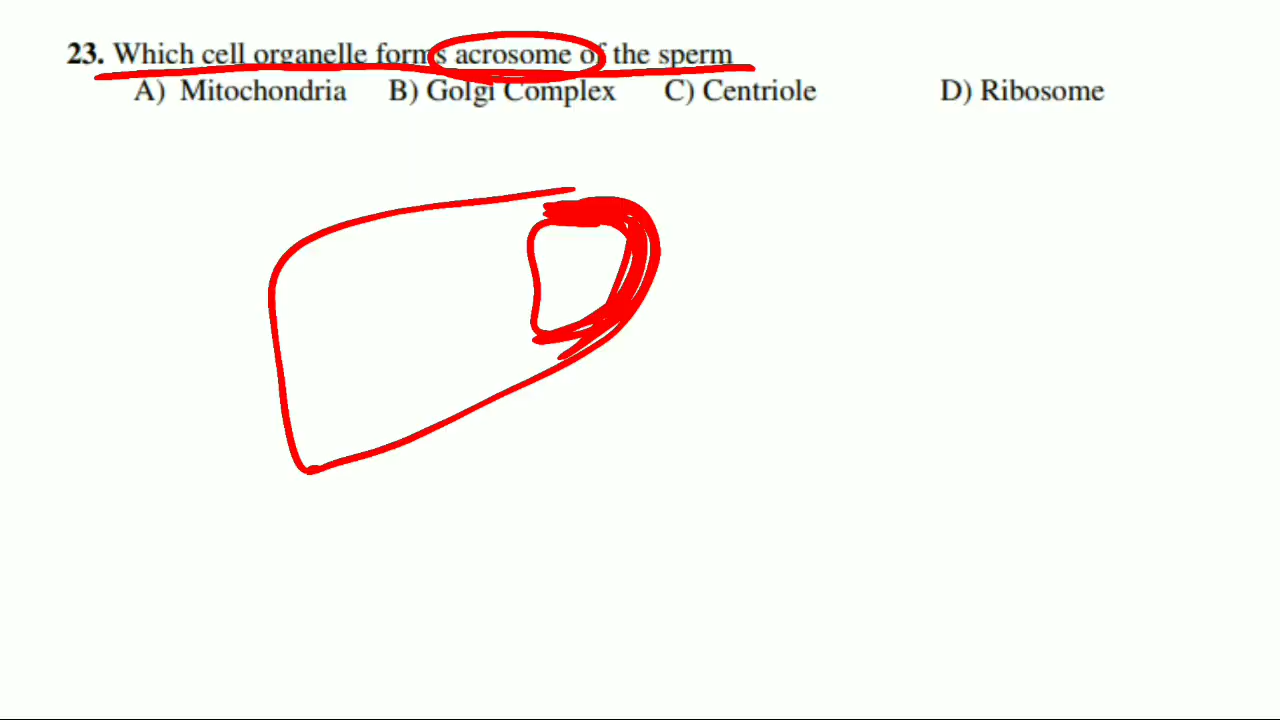 23. Which cell organelle forms acrosome of the sperm
A) Mitochondria B) Golgi Complex C) Centriole D) Ribosome